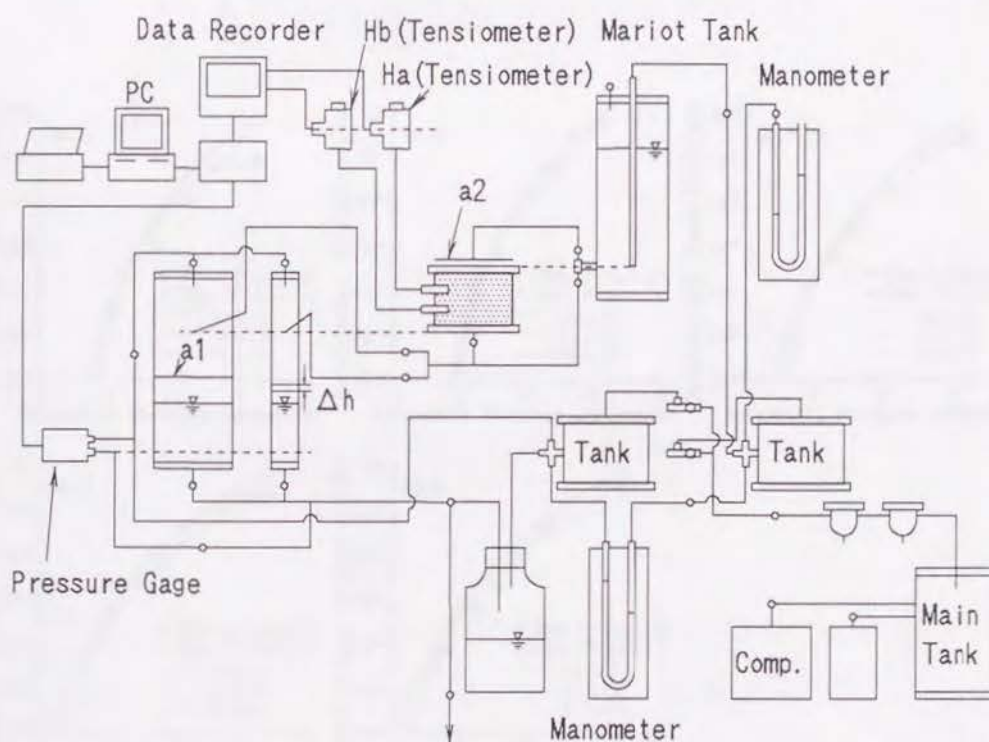 Data Recorder
Hb(Tensiometer)
Mariot Tank
Ha(Tensiometer)
Manometer
PC
a2
a1
Δh
Tank
Tank
Pressure Gage
Main
Tank
Comp.
Manometer